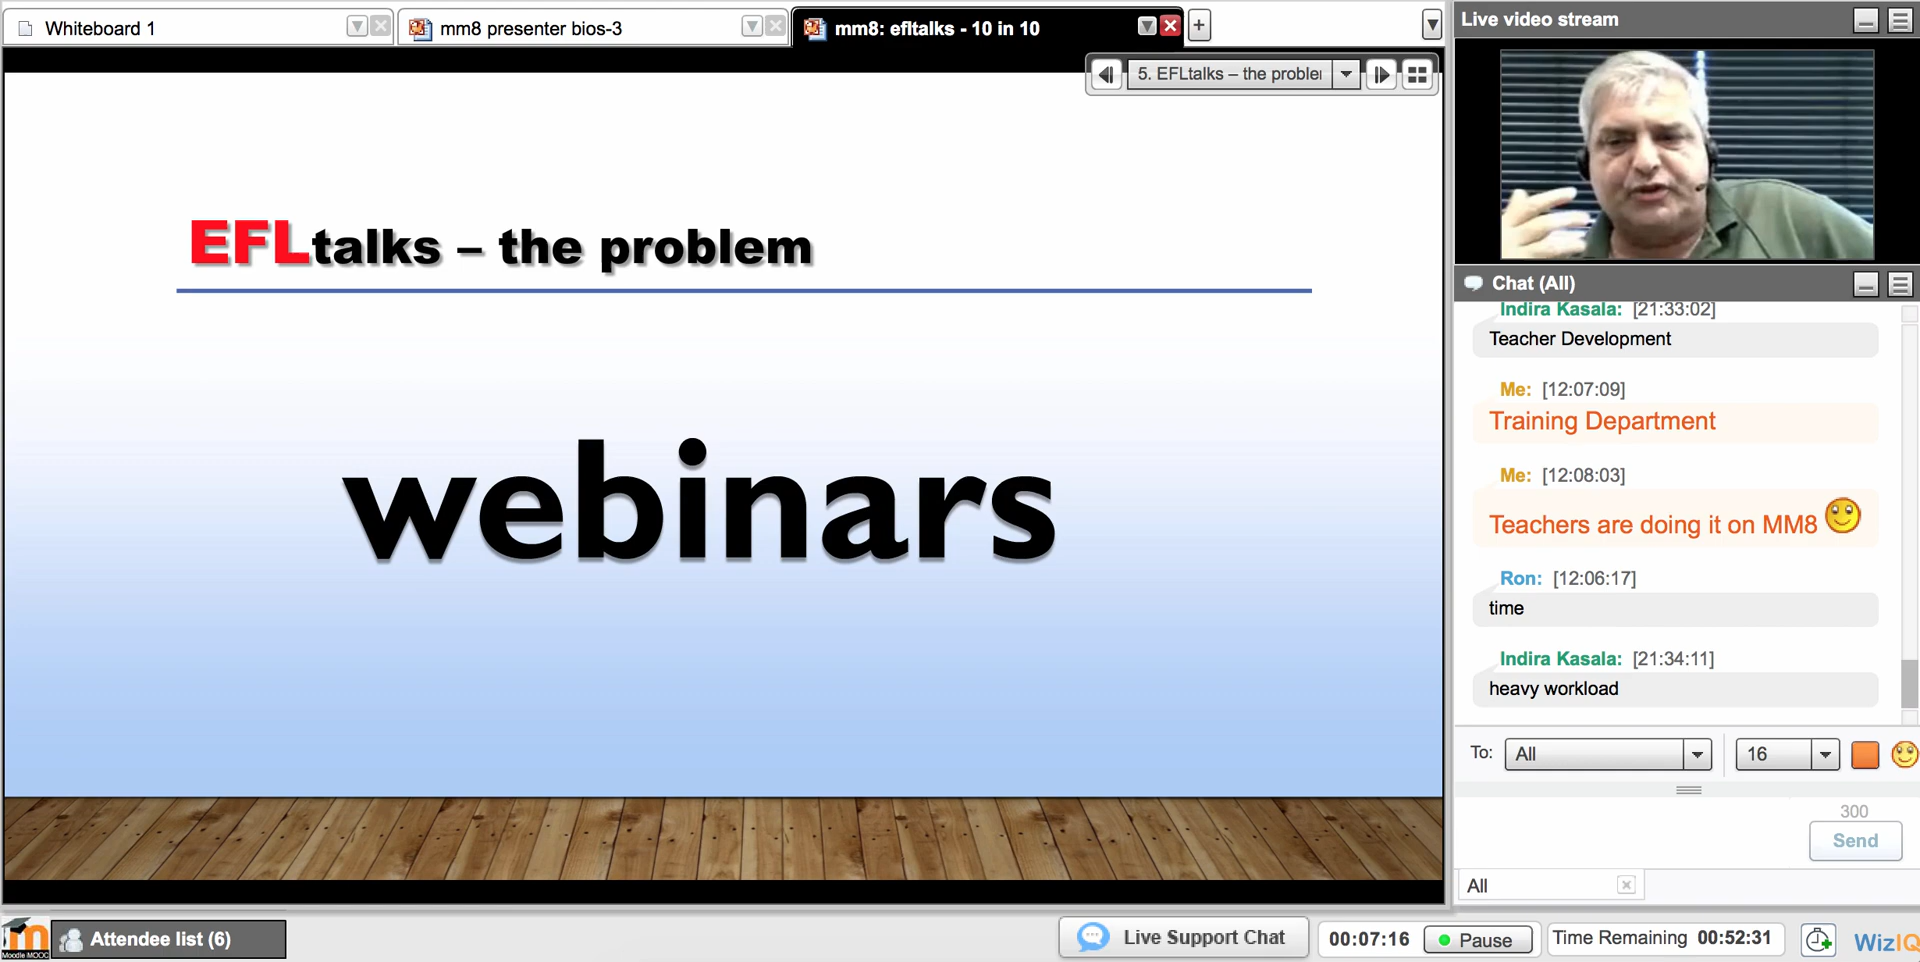 Whiteboard 1
mm8 presenter bios-3
mm8: efltalks - 10 in 10
5. EFLtalks – the probler
EFLtalks – the problem
webinars
Live video stream
Chat (All)
Indira Kasala: [21:33:02]
Teacher Development
Me: [12:07:09]
Training Department
Me: [12:08:03]
Teachers are doing it on MM8
Ron: [12:06:17]
time
Indira Kasala: [21:34:11]
heavy workload
To: All 16
300
Send
All
m
Moodle MOOC
Attendee list (6)
Live Support Chat
00:07:16 Pause
Time Remaining 00:52:31
WizIQ